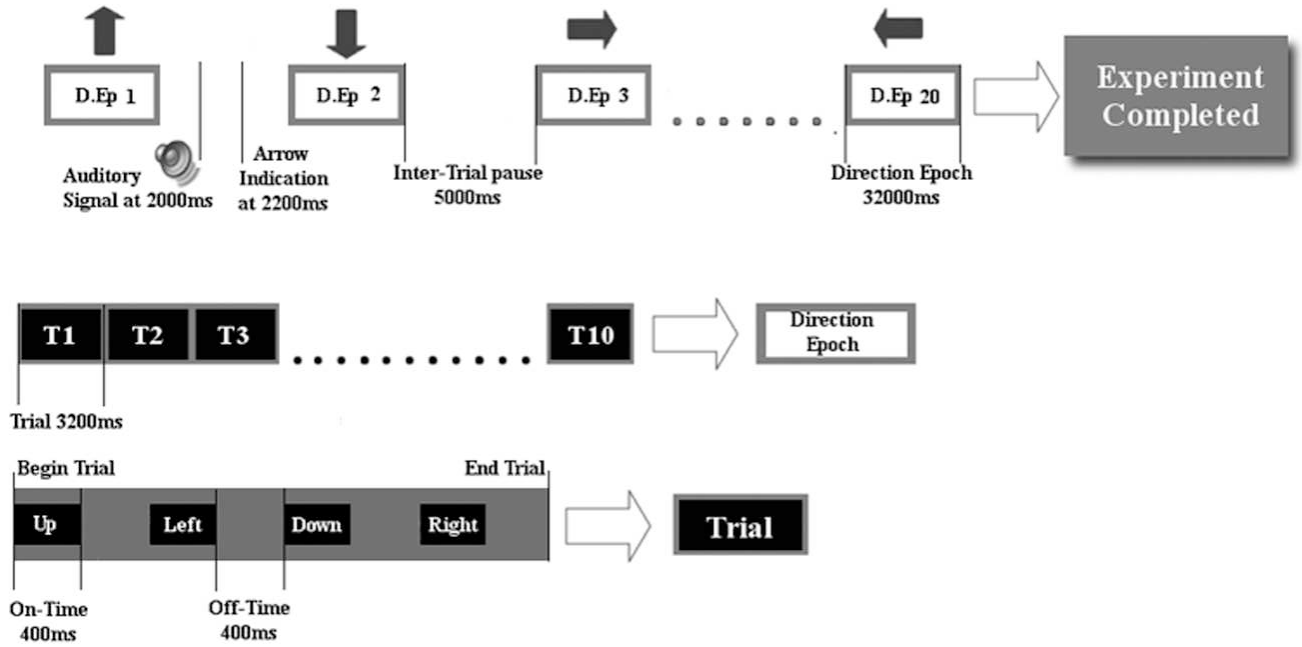 D.Ep 1
D.Ep 2
D.Ep 3
D.Ep 20
Experiment
Completed
Auditory
Signal at 2000ms
Arrow
Indication
at 2200ms
Inter-Trial pause
5000ms
Direction Epoch
32000ms
T1
T2
T3
T10
Direction
Epoch
Trial 3200ms
Begin Trial
End Trial
Up
Left
Down
Right
Trial
On-Time
400ms
Off-Time
400ms